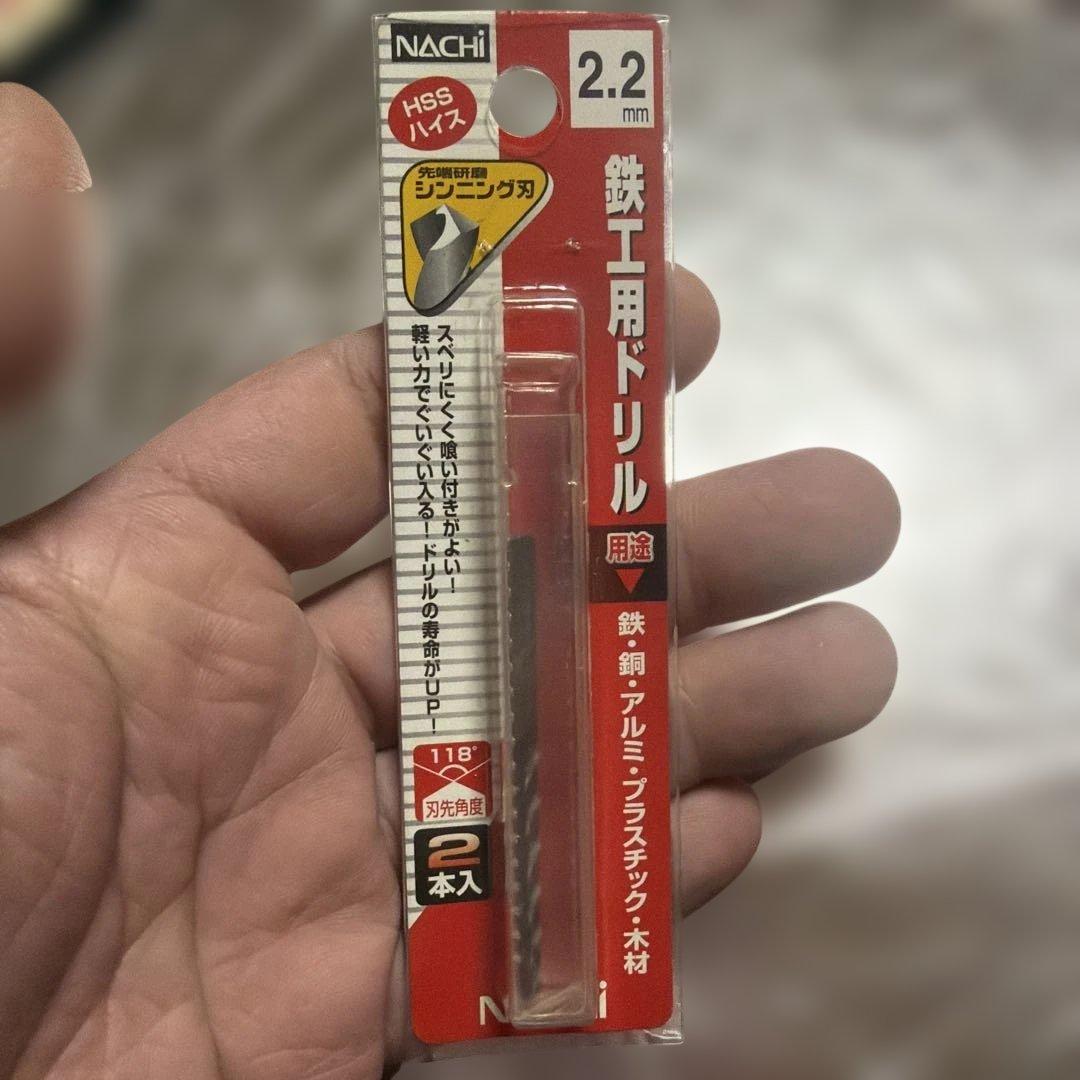 NACHi
2.2
mm
HSS
ハイス
先端研磨
シンニング刃
鉄工用ドリル
スベリにくく喰い付きがよい!
軽い力でぐいぐい入る!ドリルの寿命がUP!
用途
鉄・銅・アルミ・プラスチック・木材
118°
刃先角度
2
本入